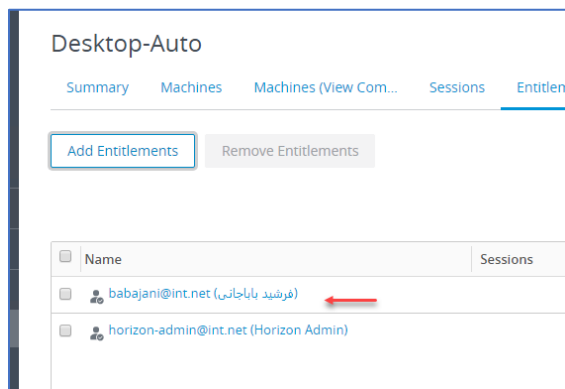 Desktop-Auto
Summary Machines Machines (View Com... Sessions Entitlem
Add Entitlements Remove Entitlements
Name Sessions
babajani@int.net (فرشید باباجانی)
horizon-admin@int.net (Horizon Admin)